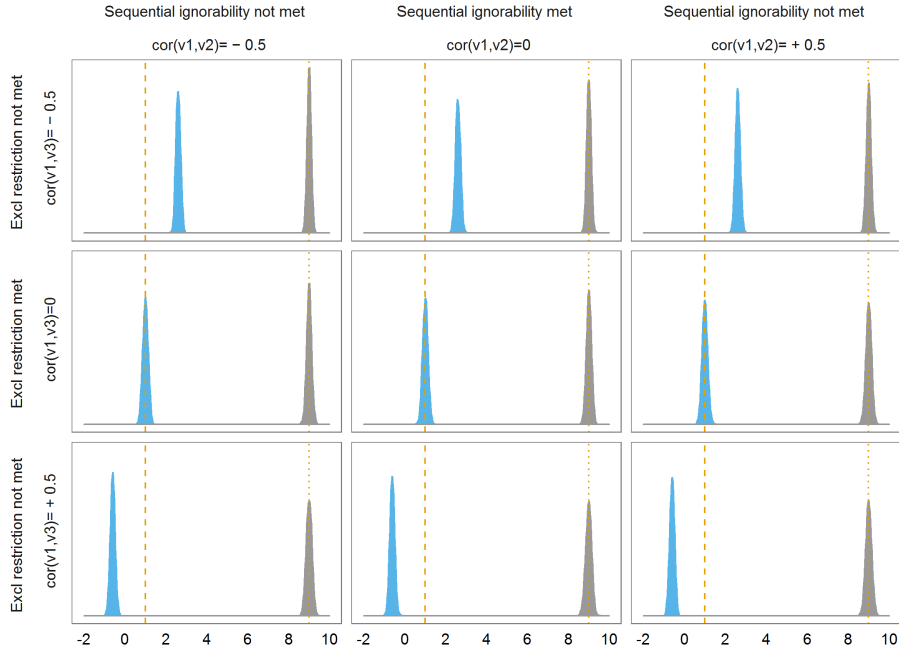 Sequential ignorability not met
Sequential ignorability met
Sequential ignorability not met
cor(v1,v2)= − 0.5
cor(v1,v2)=0
cor(v1,v2)= + 0.5
Excl restriction not met
cor(v1,v3)= − 0.5
Excl restriction met
cor(v1,v3)=0
Excl restriction not met
cor(v1,v3)= + 0.5
-2 0 2 4 6 8 10
-2 0 2 4 6 8 10
-2 0 2 4 6 8 10